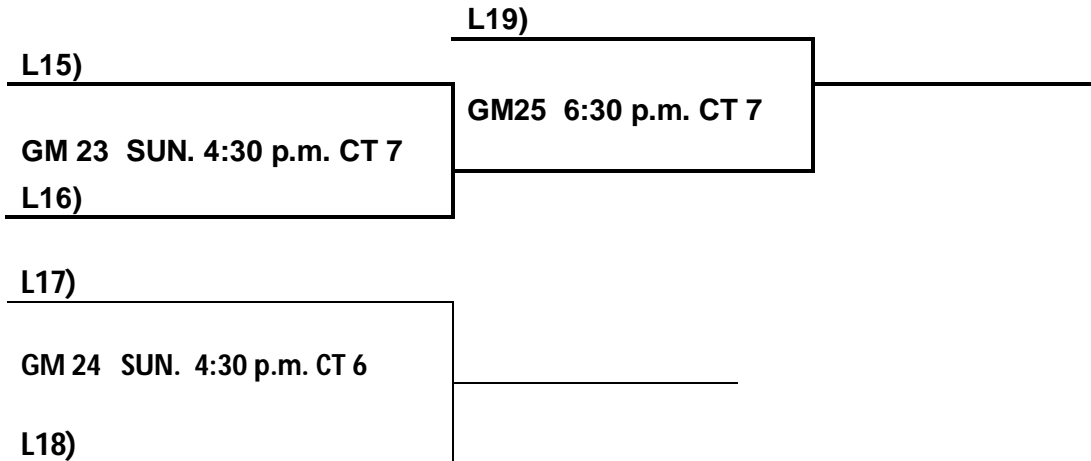 L19)
L15)
GM25 6:30 p.m. CT 7
GM 23 SUN. 4:30 p.m. CT 7
L16)
L17)
GM 24 SUN. 4:30 p.m. CT 6
L18)